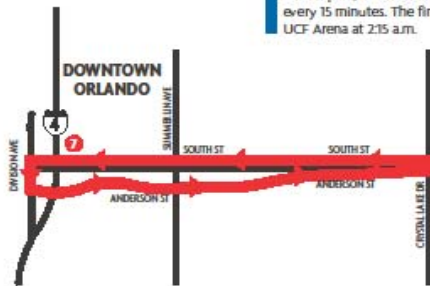 every 15 minutes. The fin
UCF Arena at 2:15 a.m.
DOWNTOWN
ORLANDO
4
7
DIVISION AVE
SUMMERLIN AVE
SOUTH ST
SOUTH ST
ANDERSON ST
ANDERSON ST
CRYSTAL LAKE DR